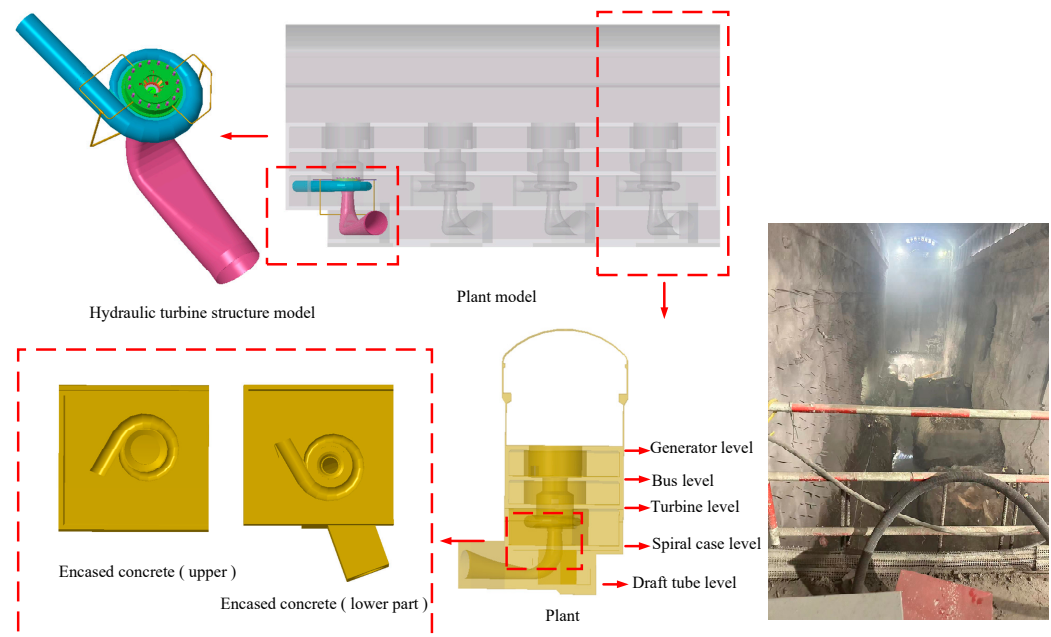 Hydraulic turbine structure model
Plant model
Generator level
Bus level
Turbine level
Spiral case level
Draft tube level
Encased concrete ( upper )
Encased concrete ( lower part )
Plant